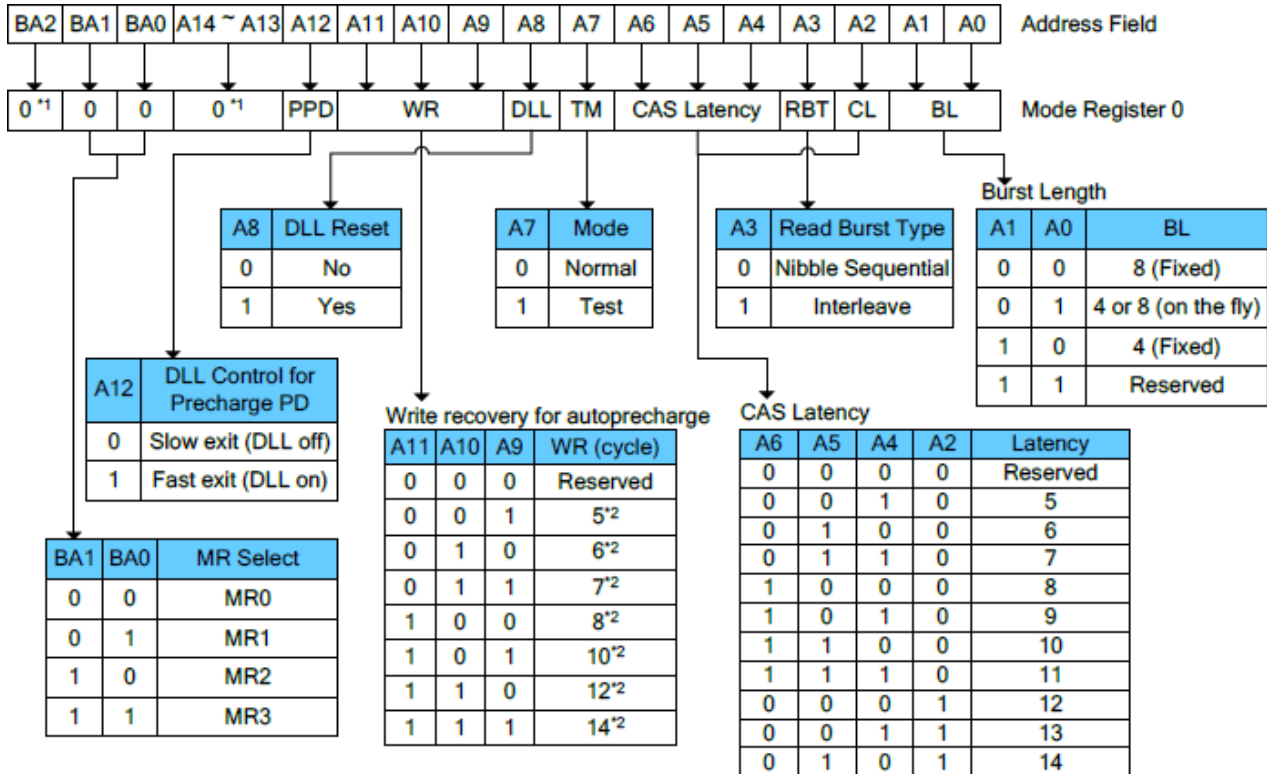 BA2 BA1 BA0 A14 ~ A13 A12 A11 A10 A9 A8 A7 A6 A5 A4 A3 A2 A1 A0 Address Field
0 *1 0 0 0 *1 PPD WR DLL TM CAS Latency RBT CL BL Mode Register 0
A8 DLL Reset
0 No
1 Yes
A7 Mode
0 Normal
1 Test
A3 Read Burst Type
0 Nibble Sequential
1 Interleave
Burst Length
A1 A0 BL
0 0 8 (Fixed)
0 1 4 or 8 (on the fly)
1 0 4 (Fixed)
1 1 Reserved
A12 DLL Control for
Precharge PD
0 Slow exit (DLL off)
1 Fast exit (DLL on)
BA1 BA0 MR Select
0 0 MR0
0 1 MR1
1 0 MR2
1 1 MR3
Write recovery for autoprecharge
A11 A10 A9 WR (cycle)
0 0 0 Reserved
0 0 1 5*2
0 1 0 6*2
0 1 1 7*2
1 0 0 8*2
1 0 1 10*2
1 1 0 12*2
1 1 1 14*2
CAS Latency
A6 A5 A4 A2 Latency
0 0 0 0 Reserved
0 0 1 0 5
0 1 0 0 6
0 1 1 0 7
1 0 0 0 8
1 0 1 0 9
1 1 0 0 10
1 1 1 0 11
0 0 0 1 12
0 0 1 1 13
0 1 0 1 14